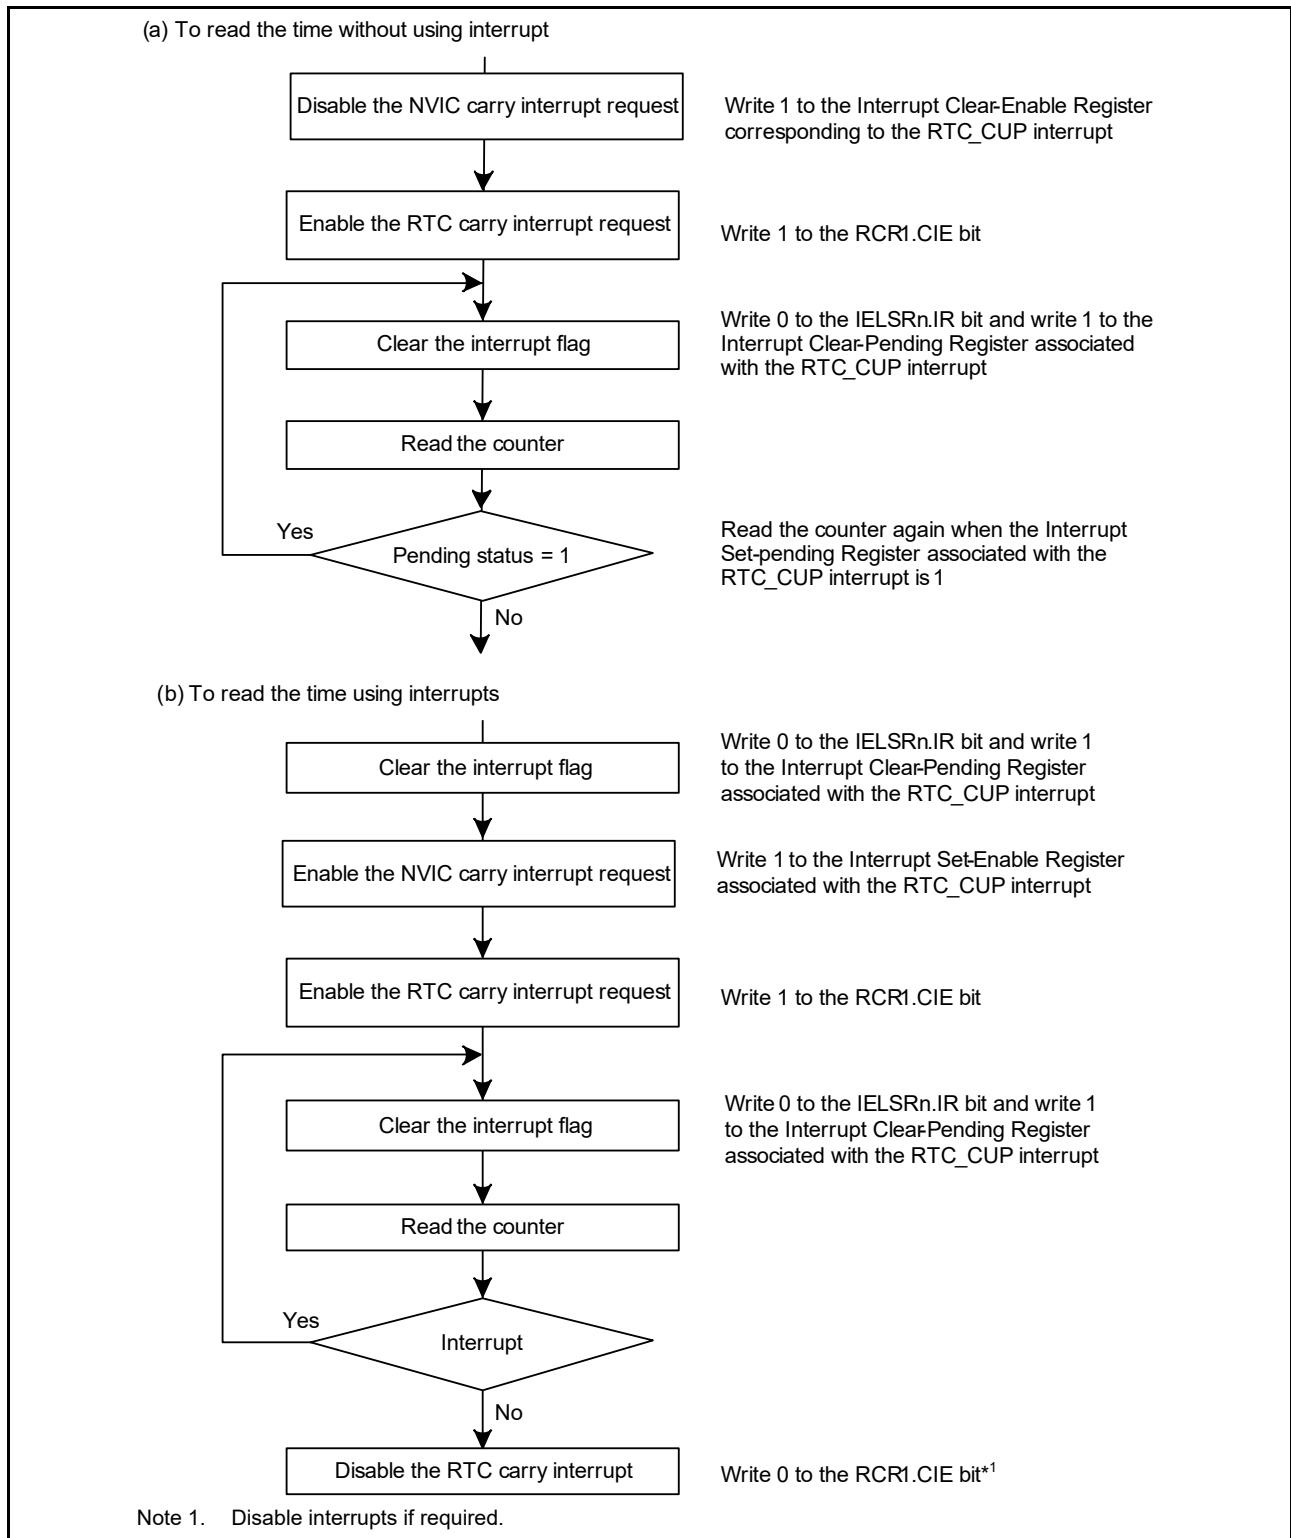 (a) To read the time without using interrupt
Disable the NVIC carry interrupt request
Write 1 to the Interrupt Clear-Enable Register
corresponding to the RTC_CUP interrupt
Enable the RTC carry interrupt request
Write 1 to the RCR1.CIE bit
Clear the interrupt flag
Write 0 to the IELSRn.IR bit and write 1 to the
Interrupt Clear-Pending Register associated
with the RTC_CUP interrupt
Read the counter
Yes
Pending status = 1
Read the counter again when the Interrupt
Set-pending Register associated with the
RTC_CUP interrupt is 1
No
(b) To read the time using interrupts
Clear the interrupt flag
Write 0 to the IELSRn.IR bit and write 1
to the Interrupt Clear-Pending Register
associated with the RTC_CUP interrupt
Enable the NVIC carry interrupt request
Write 1 to the Interrupt Set-Enable Register
associated with the RTC_CUP interrupt
Enable the RTC carry interrupt request
Write 1 to the RCR1.CIE bit
Clear the interrupt flag
Write 0 to the IELSRn.IR bit and write 1
to the Interrupt Clear-Pending Register
associated with the RTC_CUP interrupt
Read the counter
Yes
Interrupt
No
Disable the RTC carry interrupt
Write 0 to the RCR1.CIE bit*1
Note 1. Disable interrupts if required.